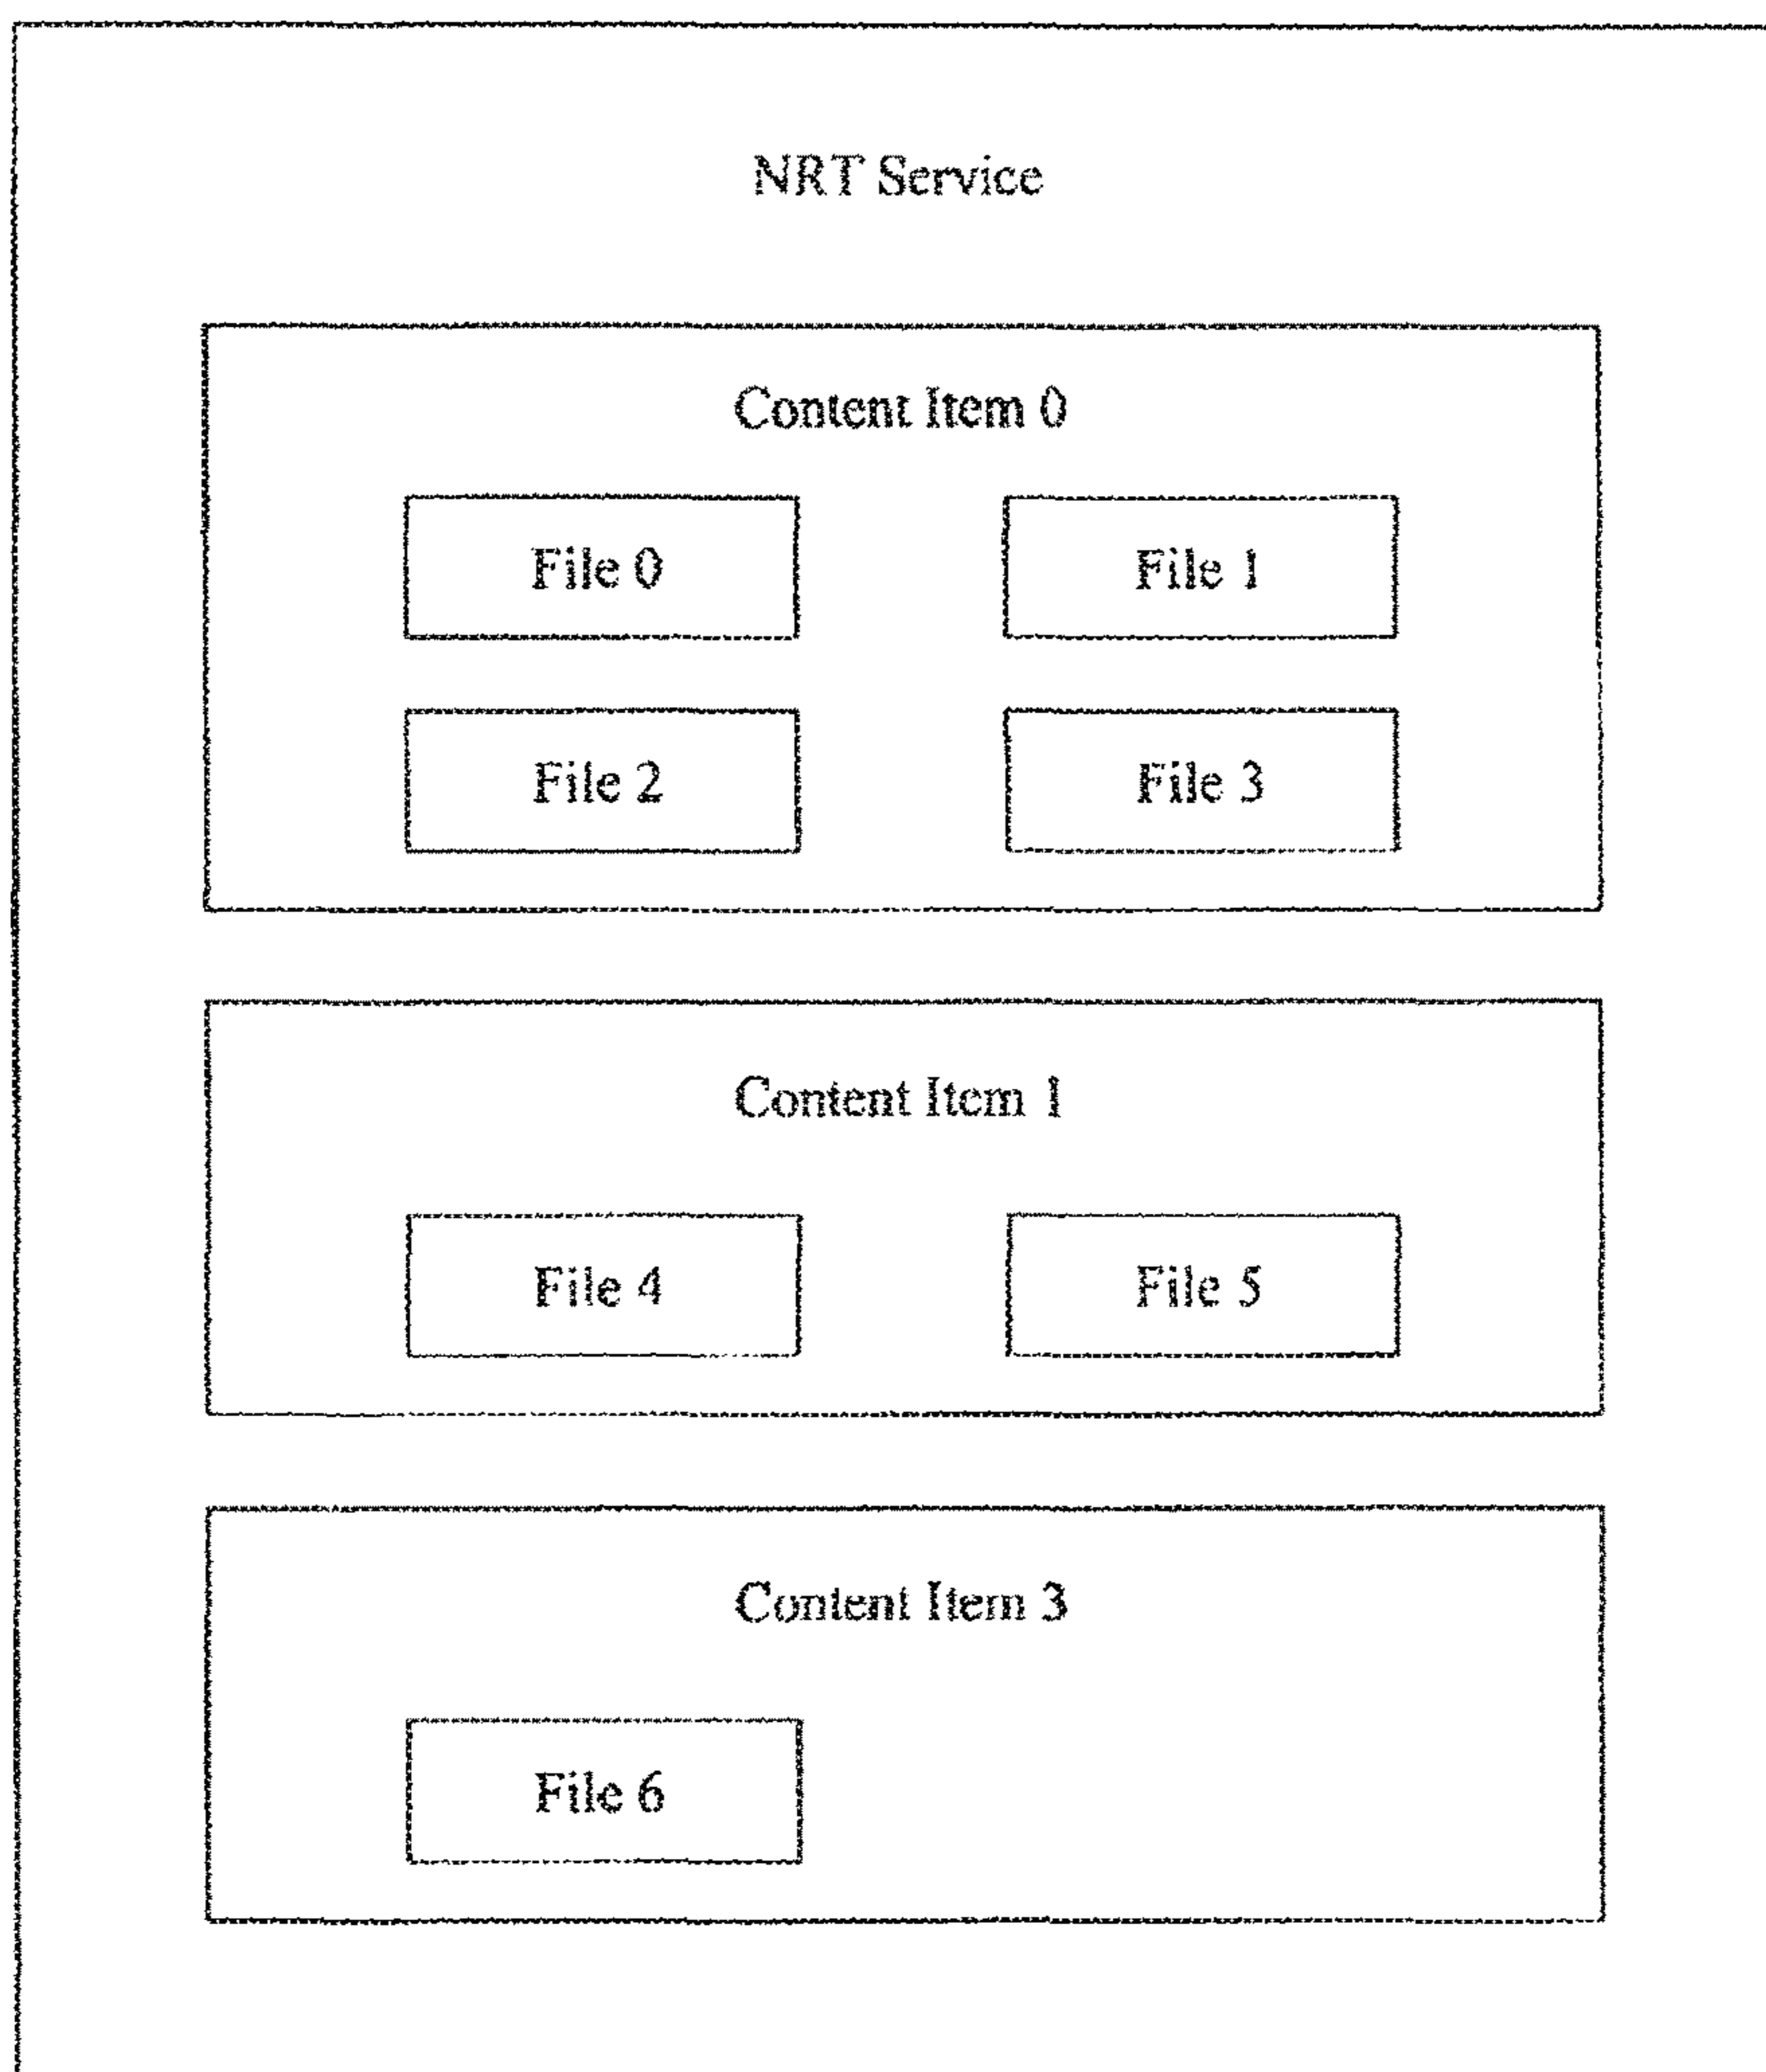 NRT Service
Content Item 0
File 0
File 1
File 2
File 3
Content Item 1
File 4
File 5
Content Item 3
File 6